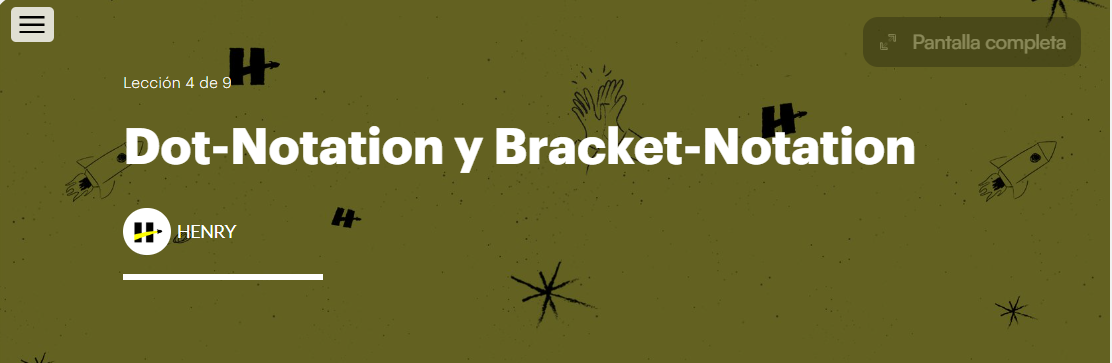 Pantalla completa
Lección 4 de 9
Dot-Notation y Bracket-Notation
HENRY